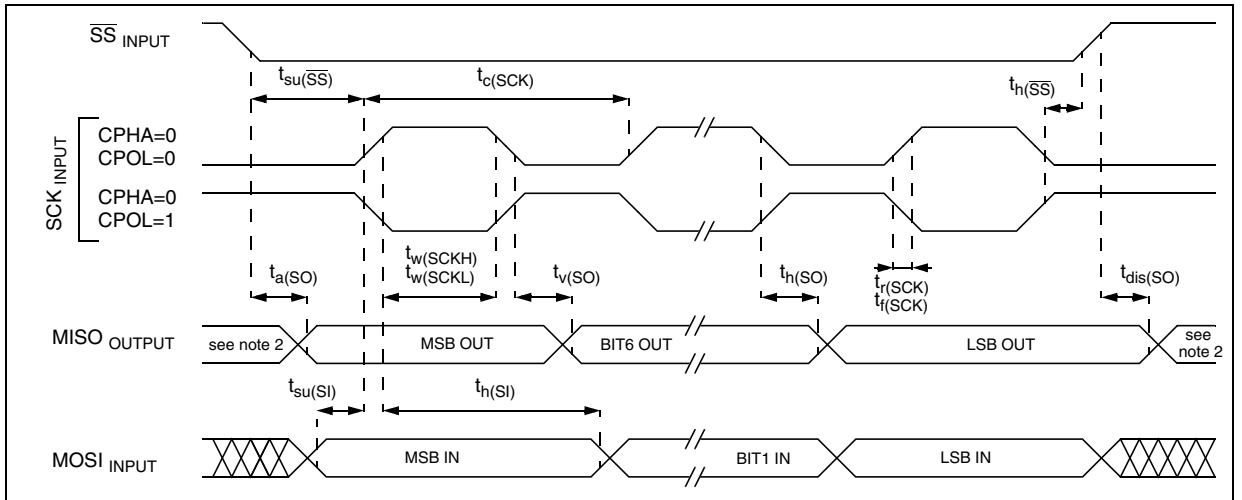 SS INPUT
tsu(SS)
tc(SCK)
th(SS)
SCK INPUT
CPHA=0
CPOL=0
CPHA=0
CPOL=1
ta(SO)
tw(SCKH)
tw(SCKL)
tv(SO)
th(SO)
tr(SCK)
tf(SCK)
tdis(SO)
MISO OUTPUT
see note 2
MSB OUT
BIT6 OUT
LSB OUT
see
note 2
tsu(SI)
th(SI)
MOSI INPUT
MSB IN
BIT1 IN
LSB IN